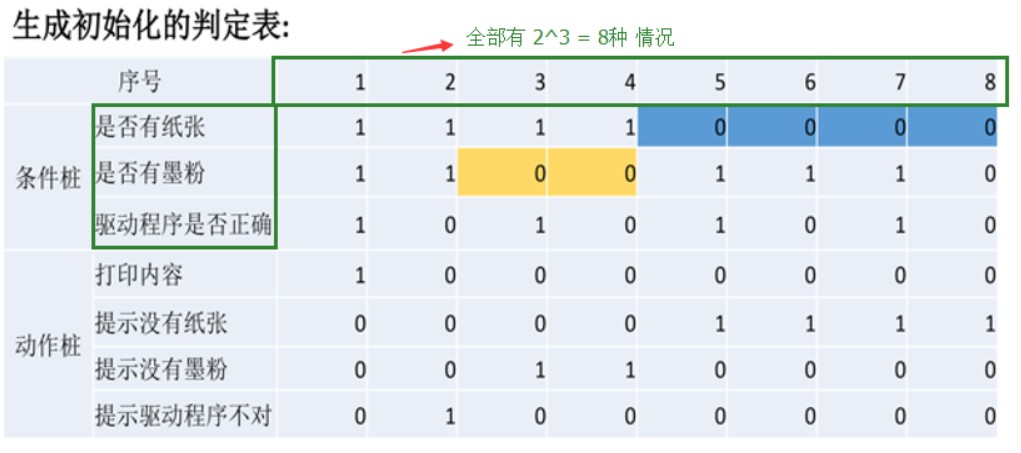 生成初始化的判定表:
全部有 2^3 = 8种 情况
序号 1 2 3 4 5 6 7 8
条件桩
是否有纸张 1 1 1 1 0 0 0 0
是否有墨粉 1 1 0 0 1 1 1 0
驱动程序是否正确 1 0 1 0 1 0 1 0
动作桩
打印内容 1 0 0 0 0 0 0 0
提示没有纸张 0 0 0 0 1 1 1 1
提示没有墨粉 0 0 1 1 0 0 0 0
提示驱动程序不对 0 1 0 0 0 0 0 0